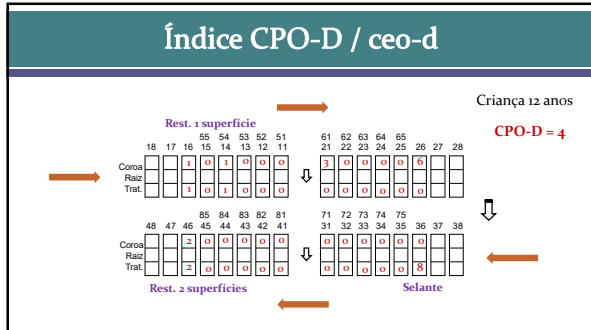 Índice CPO-D / ceo-d
Criança 12 anos
Rest. 1 superfície
CPO-D = 4
55 54 53 52 51 61 62 63 64 65
18 17 16 15 14 13 12 11 21 22 23 24 25 26 27 28
Coroa 1 0 1 0 0 0 3 0 0 0 0 6
Raiz
Trat. 1 0 1 0 0 0 0 0 0 0 0 0
85 84 83 82 81 71 72 73 74 75
48 47 46 45 44 43 42 41 31 32 33 34 35 36 37 38
Coroa 2 0 0 0 0 0 0 0 0 0 0 0
Raiz
Trat. 2 0 0 0 0 0 0 0 0 0 0 8
Rest. 2 superfícies Selante